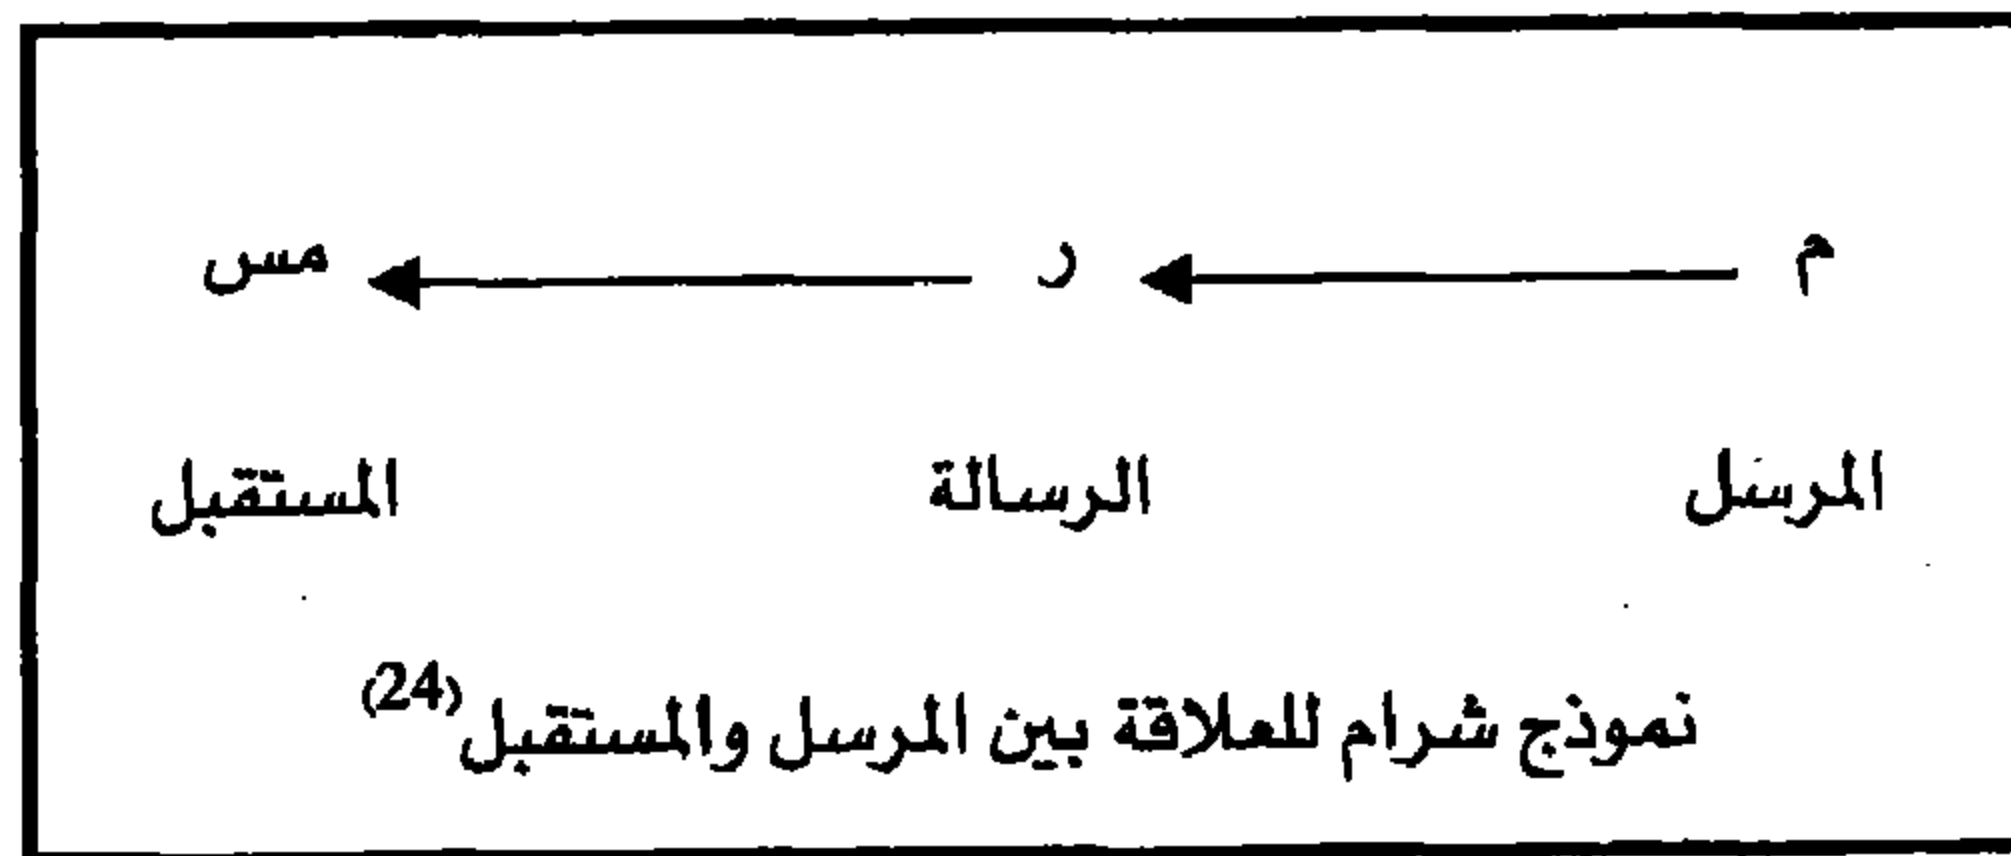 م ر مس
المرسل الرسالة المستقبل
نموذج شرام للعلاقة بين المرسل والمستقبل(24)